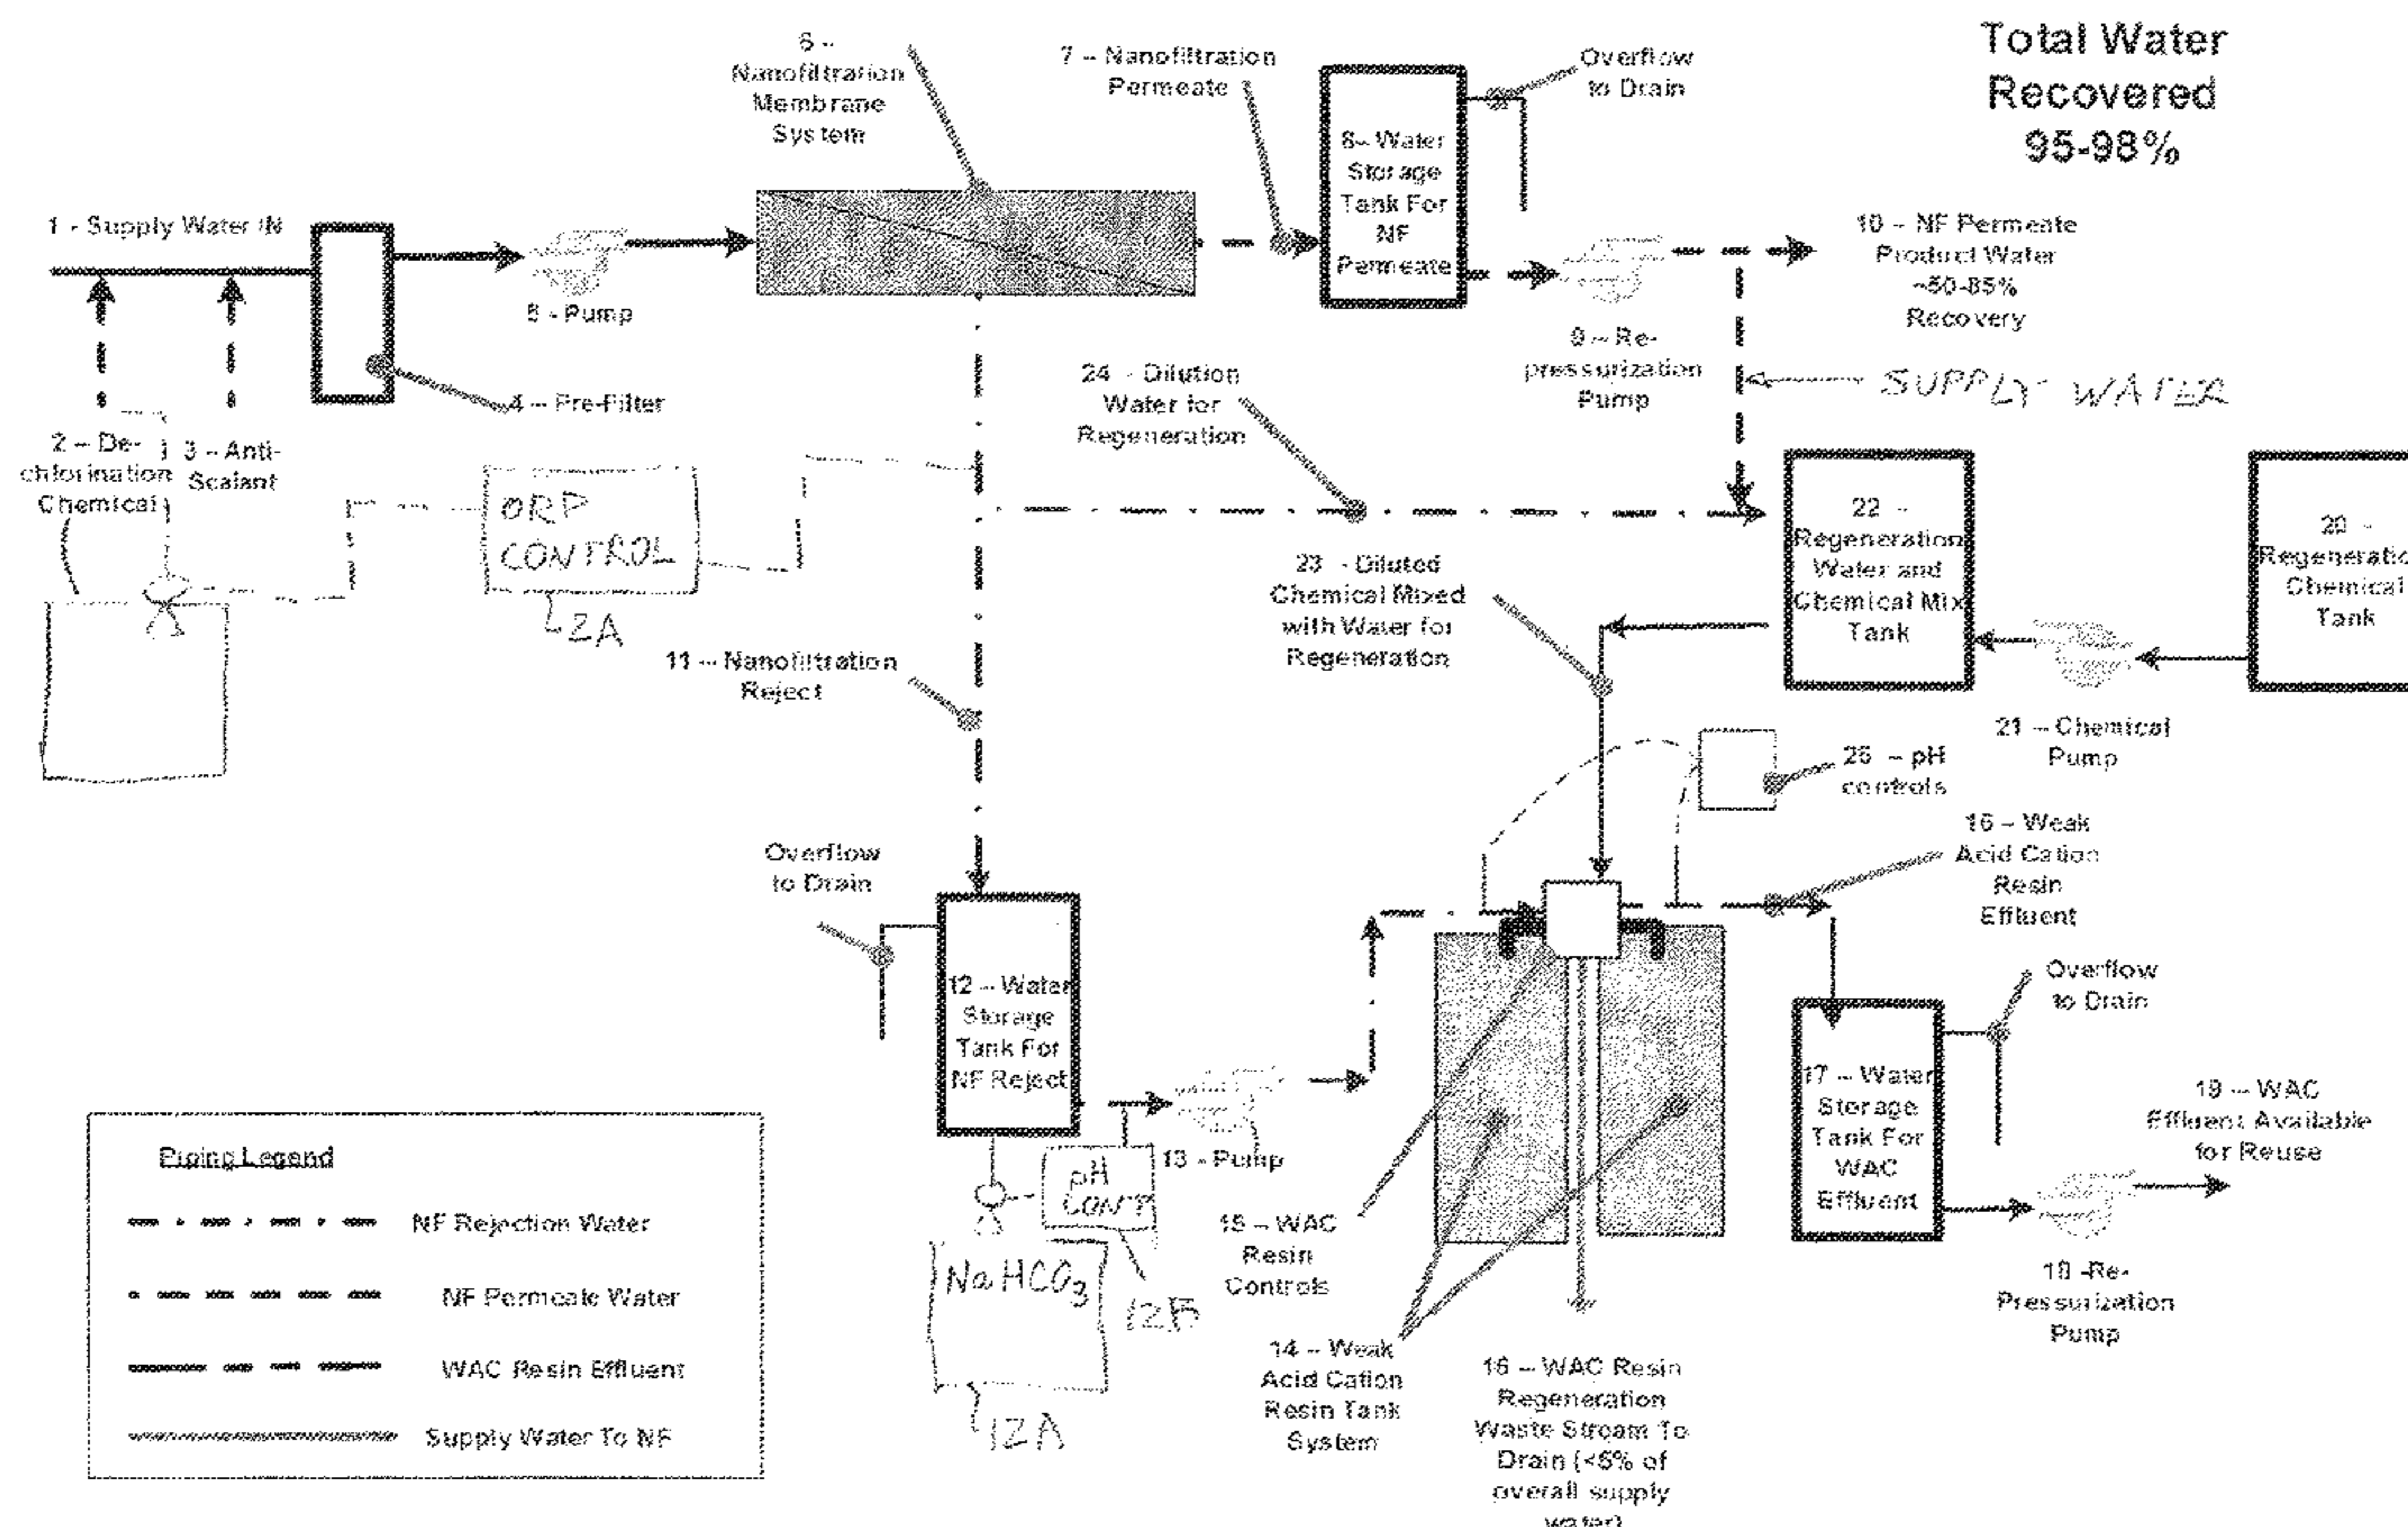 Total Water
Recovered
95-98%
6 –
Nanofiltration
Membrane
System
7 – Nanofiltration
Permeate
Overflow
to Drain
8– Water
Storage
Tank For
NF
Permeate
1 - Supply Water IN
5 - Pump
4 – Pre-Filter
2 – De-
chlorination
Chemical
3 – Anti-
Scalant
10 – NF Permeate
Product Water
~50-85%
Recovery
9 – Re-
pressurization
Pump
SUPPLY WATER
24 - Dilution
Water for
Regeneration
ORP
CONTROL
2A
22 –
Regeneration
Water and
Chemical Mix
Tank
20 –
Regeneratio
Chemical
Tank
23 - Diluted
Chemical Mixed
with Water for
Regeneration
11 – Nanofiltration
Reject
21 – Chemical
Pump
25 – pH
controls
16 – Weak
Acid Cation
Resin
Effluent
Overflow
to Drain
12 – Water
Storage
Tank For
NF Reject
Overflow
to Drain
17 – Water
Storage
Tank For
WAC
Effluent
19 – WAC
Effluent Available
for Reuse
13 - Pump
pH
CONT
NaHCO3
12B
12A
15 – WAC
Resin
Controls
14 – Weak
Acid Cation
Resin Tank
System
16 – WAC Resin
Regeneration
Waste Stream To
Drain (<5% of
overall supply
water)
18 -Re-
Pressurization
Pump
Piping Legend
NF Rejection Water
NF Permeate Water
WAC Resin Effluent
Supply Water To NF